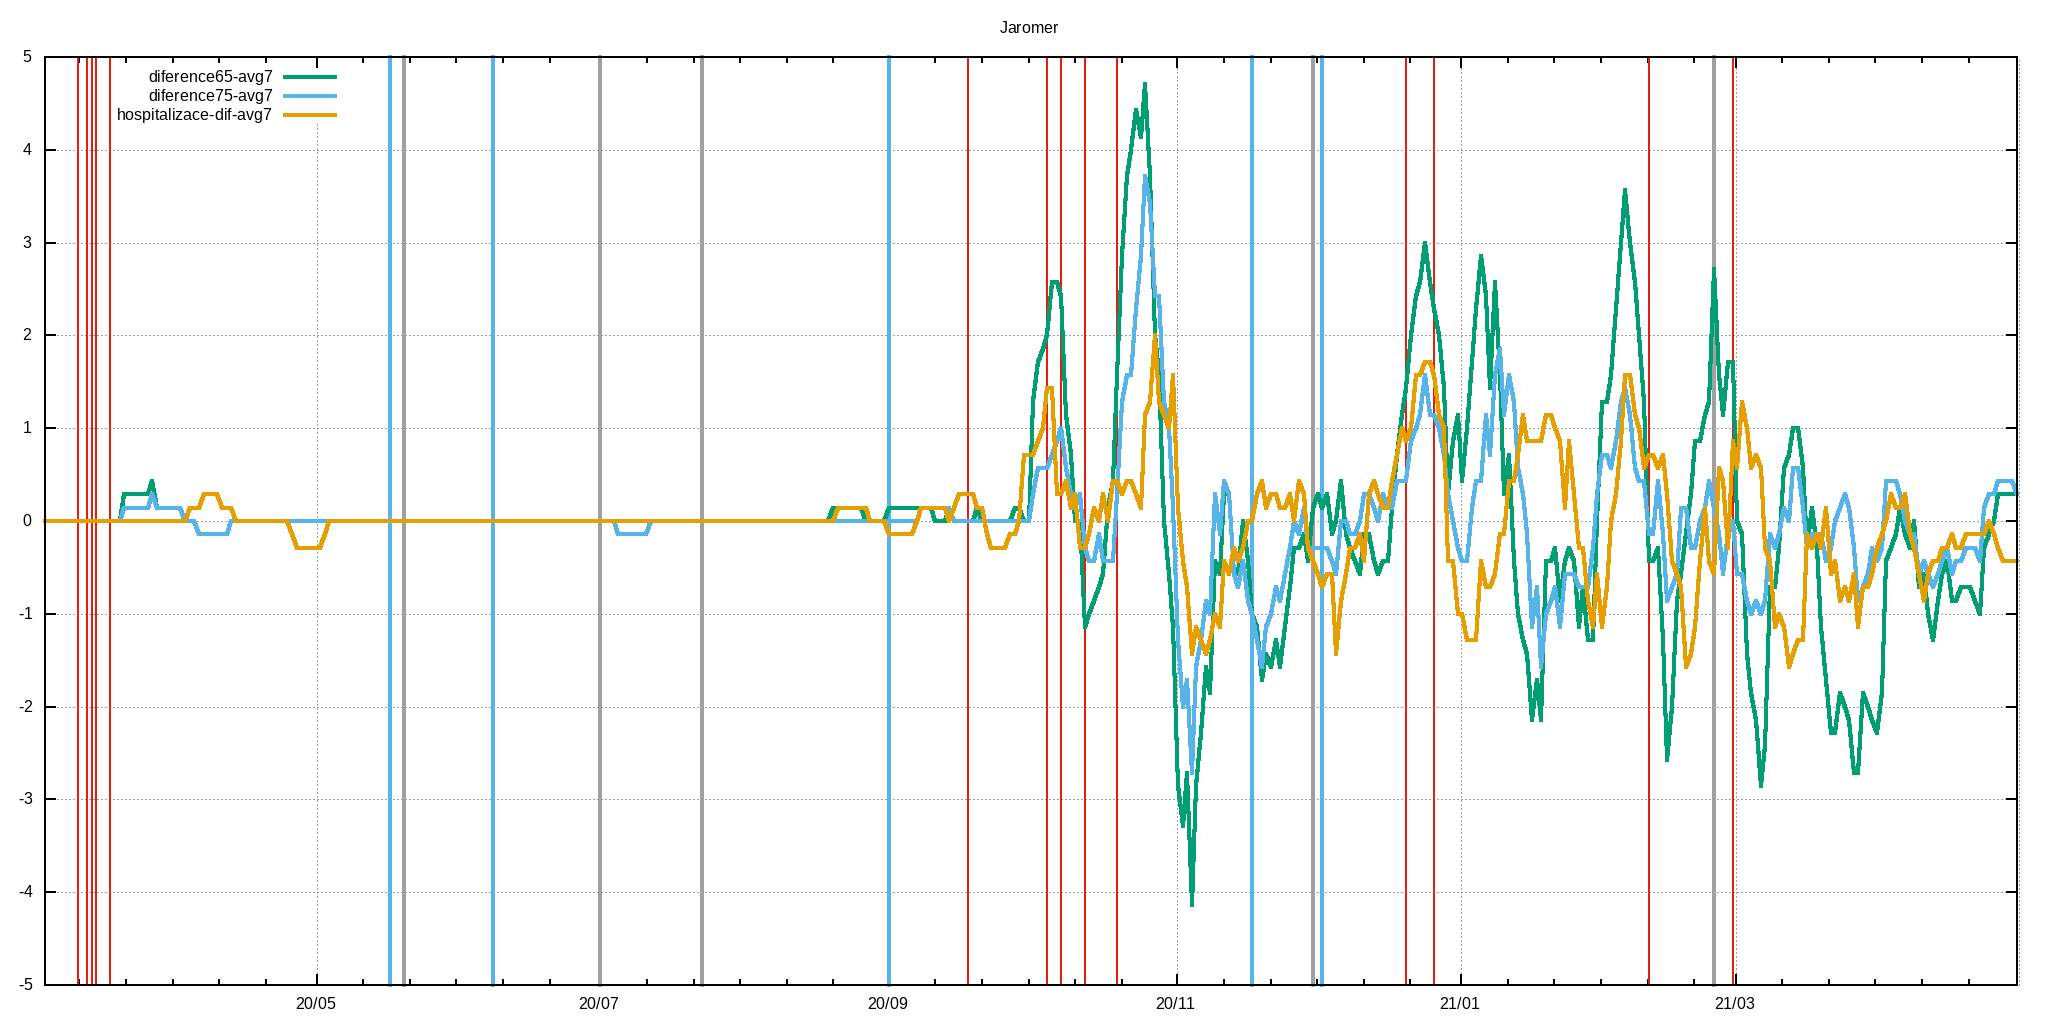 Jaromer
diference65-avg7
diference75-avg7
hospitalizace-dif-avg7
5
4
3
2
1
0
-1
-2
-3
-4
-5
20/05 20/07 20/09 20/11 21/01 21/03